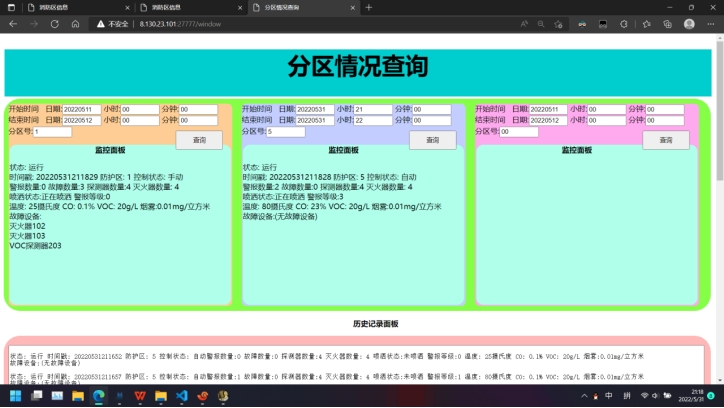 消防区信息
消防区信息
分区情况查询
不安全
8.130.23.101:27777/window
分区情况查询
开始时间 日期:20220511 小时:00 分钟:00
结束时间 日期:20220512 小时:00 分钟:00
分区号:1
查询
监控面板
状态: 运行
时间戳: 20220531211829 防护区: 1 控制状态: 手动
警报数量:0 故障数量:3 探测器数量:4 灭火器数量: 4
喷洒状态:正在喷洒 警报等级:0
温度: 25摄氏度 CO: 0.1% VOC: 20g/L 烟雾:0.01mg/立方米
故障设备:
灭火器102
灭火器103
VOC探测器203
开始时间 日期:20220531 小时:21 分钟:00
结束时间 日期:20220531 小时:22 分钟:00
分区号:5
查询
监控面板
状态: 运行
时间戳: 20220531211828 防护区: 5 控制状态: 自动
警报数量:2 故障数量:0 探测器数量:4 灭火器数量: 4
喷洒状态:正在喷洒 警报等级:3
温度: 80摄氏度 CO: 23% VOC: 20g/L 烟雾:0.01mg/立方米
故障设备:(无故障设备)
开始时间 日期:20220511 小时:00 分钟:00
结束时间 日期:20220512 小时:00 分钟:00
分区号:00
查询
监控面板
历史记录面板
状态: 运行 时间戳: 20220531211652 防护区: 5 控制状态: 自动警报数量:0 故障数量:0 探测器数量:4 灭火器数量: 4 喷洒状态:未喷洒 警报等级:0 温度: 25摄氏度 CO: 0.1% VOC: 20g/L 烟雾:0.01mg/立方米
故障设备:(无故障设备)
状态: 运行 时间戳: 20220531211657 防护区: 5 控制状态: 自动警报数量:1 故障数量:0 探测器数量:4 灭火器数量: 4 喷洒状态:未喷洒 警报等级:1 温度: 80摄氏度 CO: 0.1% VOC: 20g/L 烟雾:0.01mg/立方米
故障设备:(无故障设备)
中 拼
21:18
2022/5/31